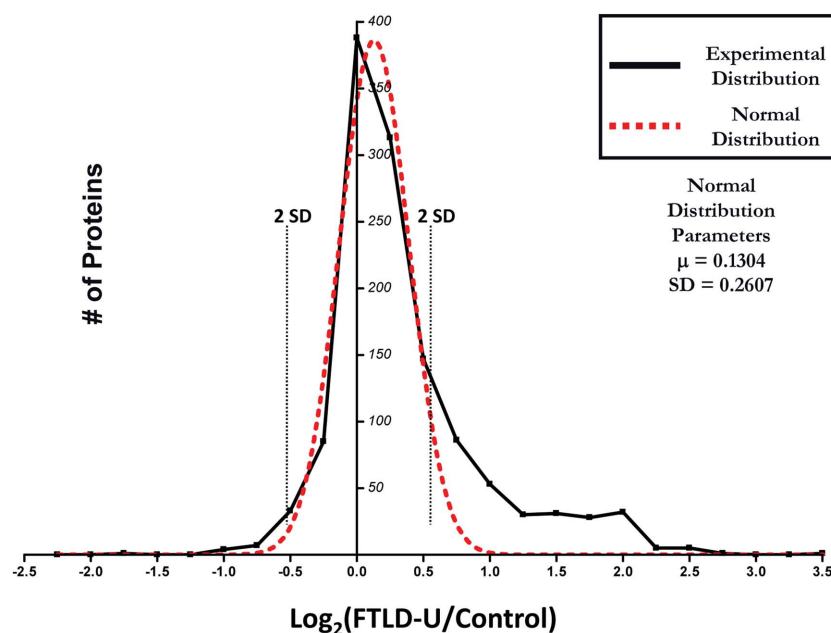 400
350
300
250
200
150
100
50
# of Proteins
2 SD
2 SD
Experimental
Distribution
Normal
Distribution
Normal
Distribution
Parameters
μ = 0.1304
SD = 0.2607
-2.5 -2.0 -1.5 -1.0 -0.5 0.0 0.5 1.0 1.5 2.0 2.5 3.0 3.5
Log₂(FTLD-U/Control)